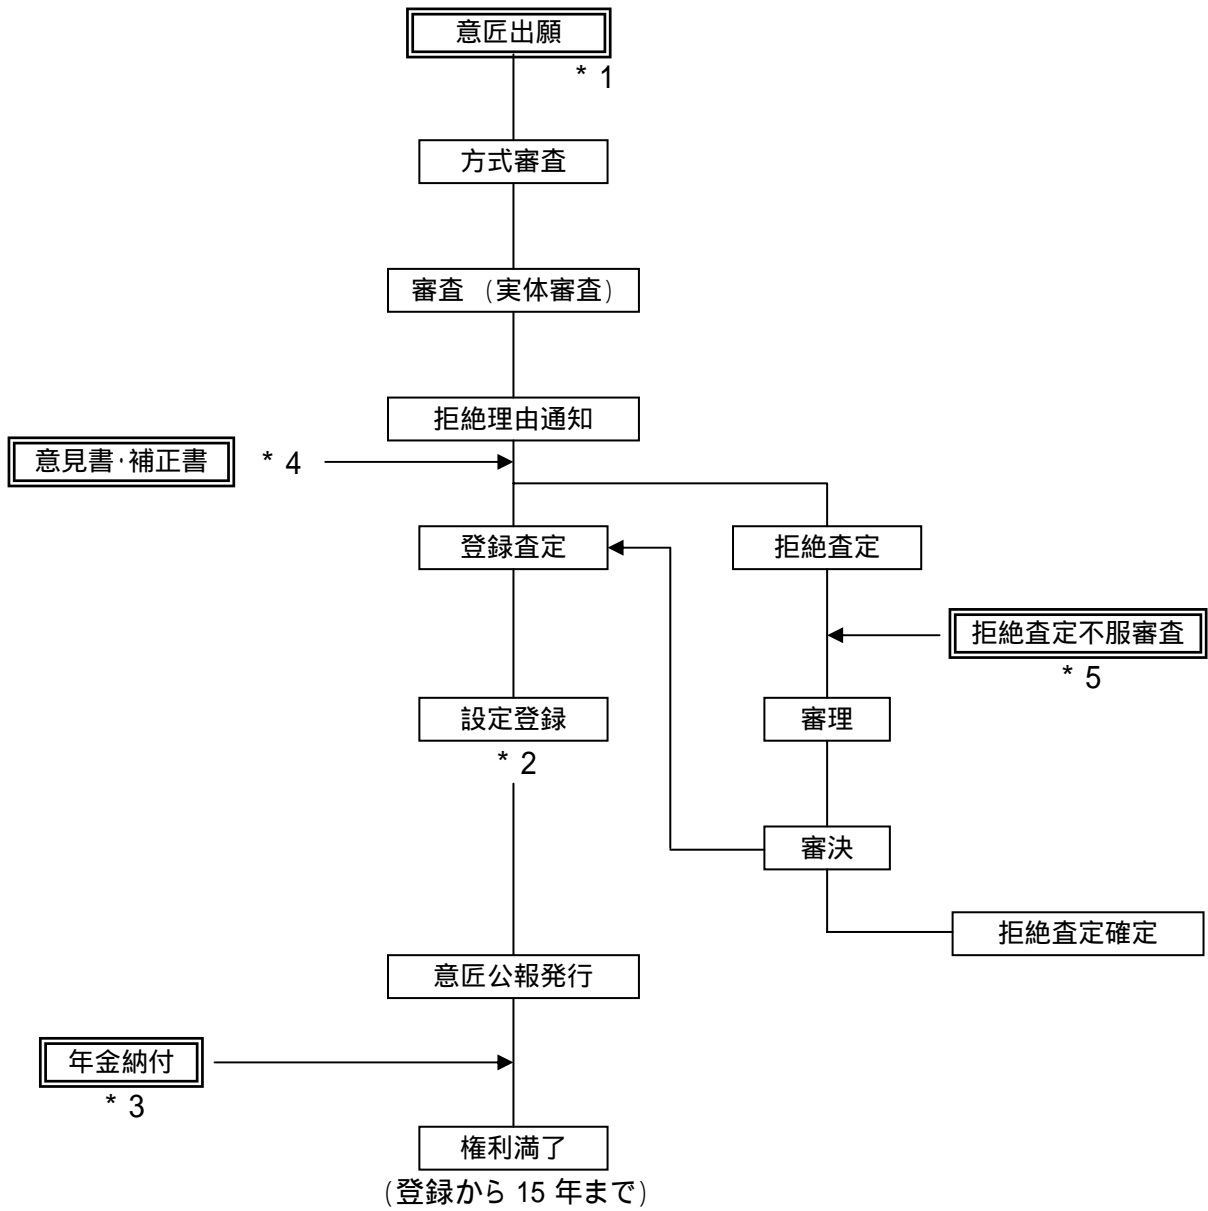 意匠出願
* 1
方式審査
審査 (実体審査)
拒絶理由通知
意見書・補正書
* 4
登録査定
拒絶査定
拒絶査定不服審査
* 5
設定登録
* 2
審理
審決
拒絶査定確定
意匠公報発行
年金納付
* 3
権利満了
(登録から 15 年まで)